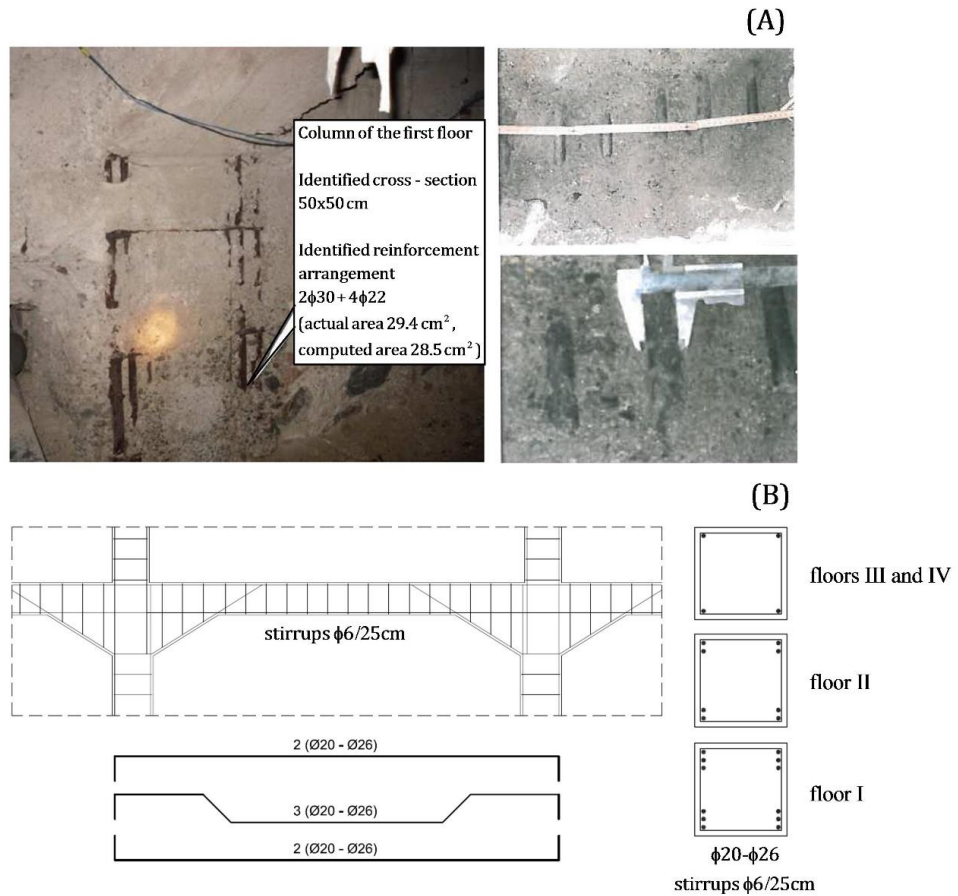 (A)
Column of the first floor
Identified cross - section
50x50 cm
Identified reinforcement
arrangement
2ϕ30 + 4ϕ22
(actual area 29.4 cm²,
computed area 28.5 cm²)
(B)
stirrups ϕ6/25cm
floors III and IV
floor II
floor I
2 (Ø20 - Ø26)
3 (Ø20 - Ø26)
2 (Ø20 - Ø26)
ϕ20-ϕ26
stirrups ϕ6/25cm